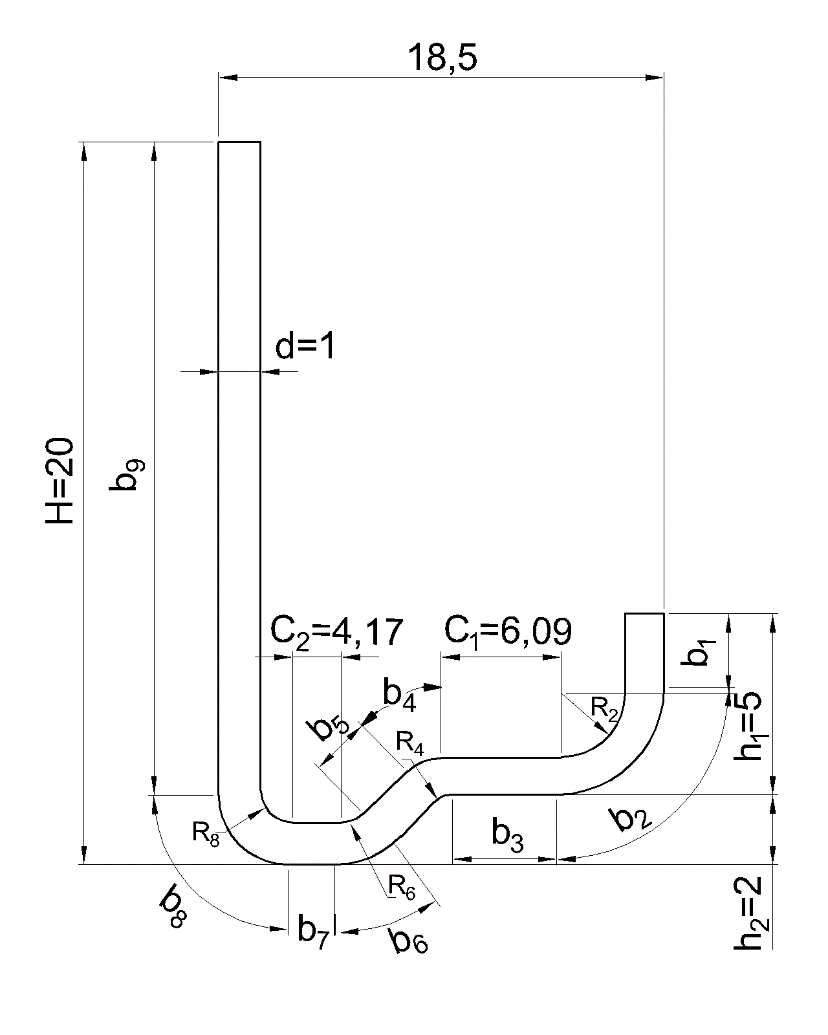 18,5
d=1
H=20
b₉
C₂=4,17
C₁=6,09
b₁
b₄
b₅
R₂
h₁=5
R₄
b₂
R₈
b₃
R₆
h₂=2
b₈
b₇
b₆